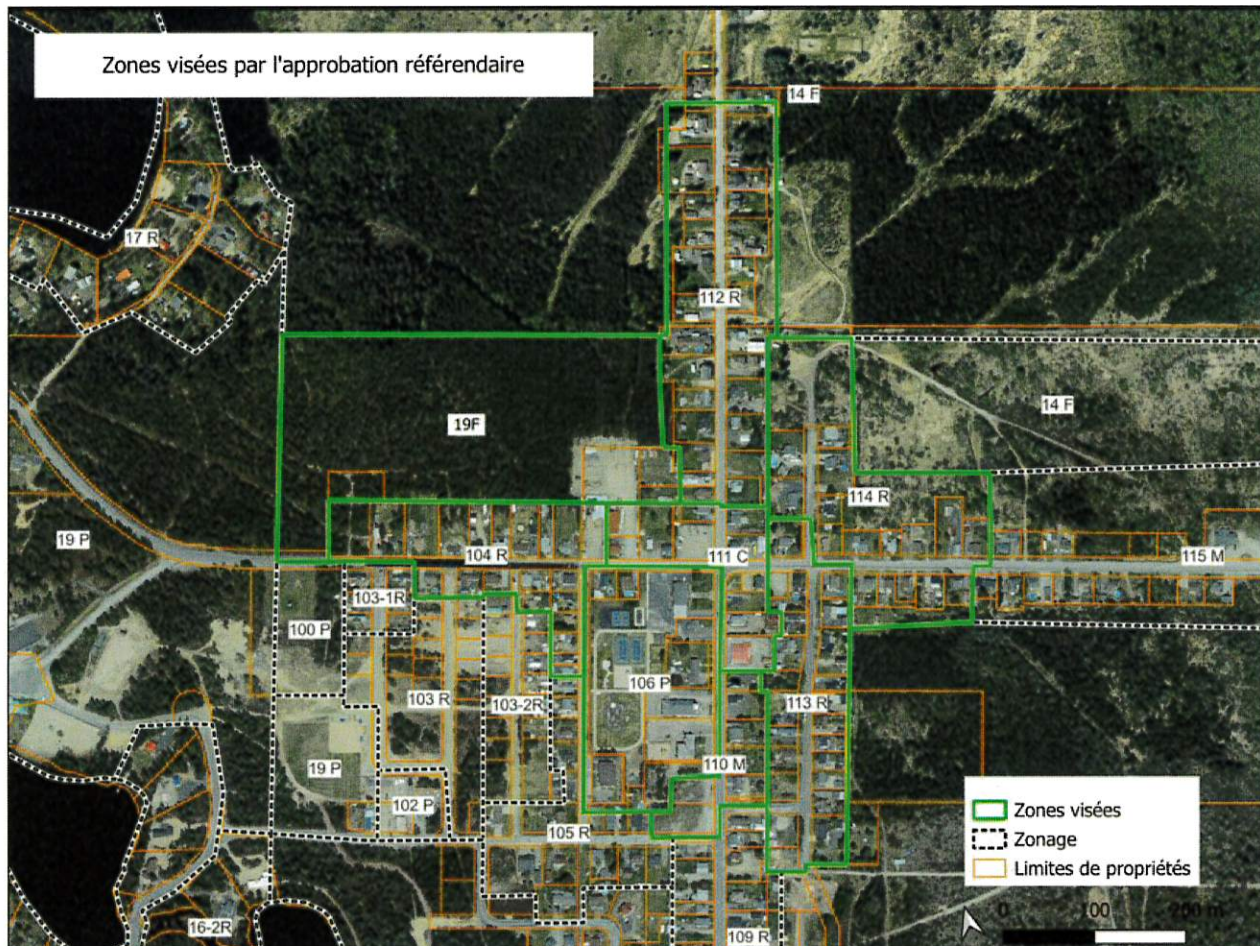 Zones visées par l'approbation référendaire
14 F
17 R
112 R
19F
14 F
114 R
19 P
104 R
111 C
115 M
103-1R
100 P
106 P
103 R
103-2R
113 R
110 M
19 P
102 P
105 R
16-2R
109 R
Zones visées
Zonage
Limites de propriétés
0 100 200 m